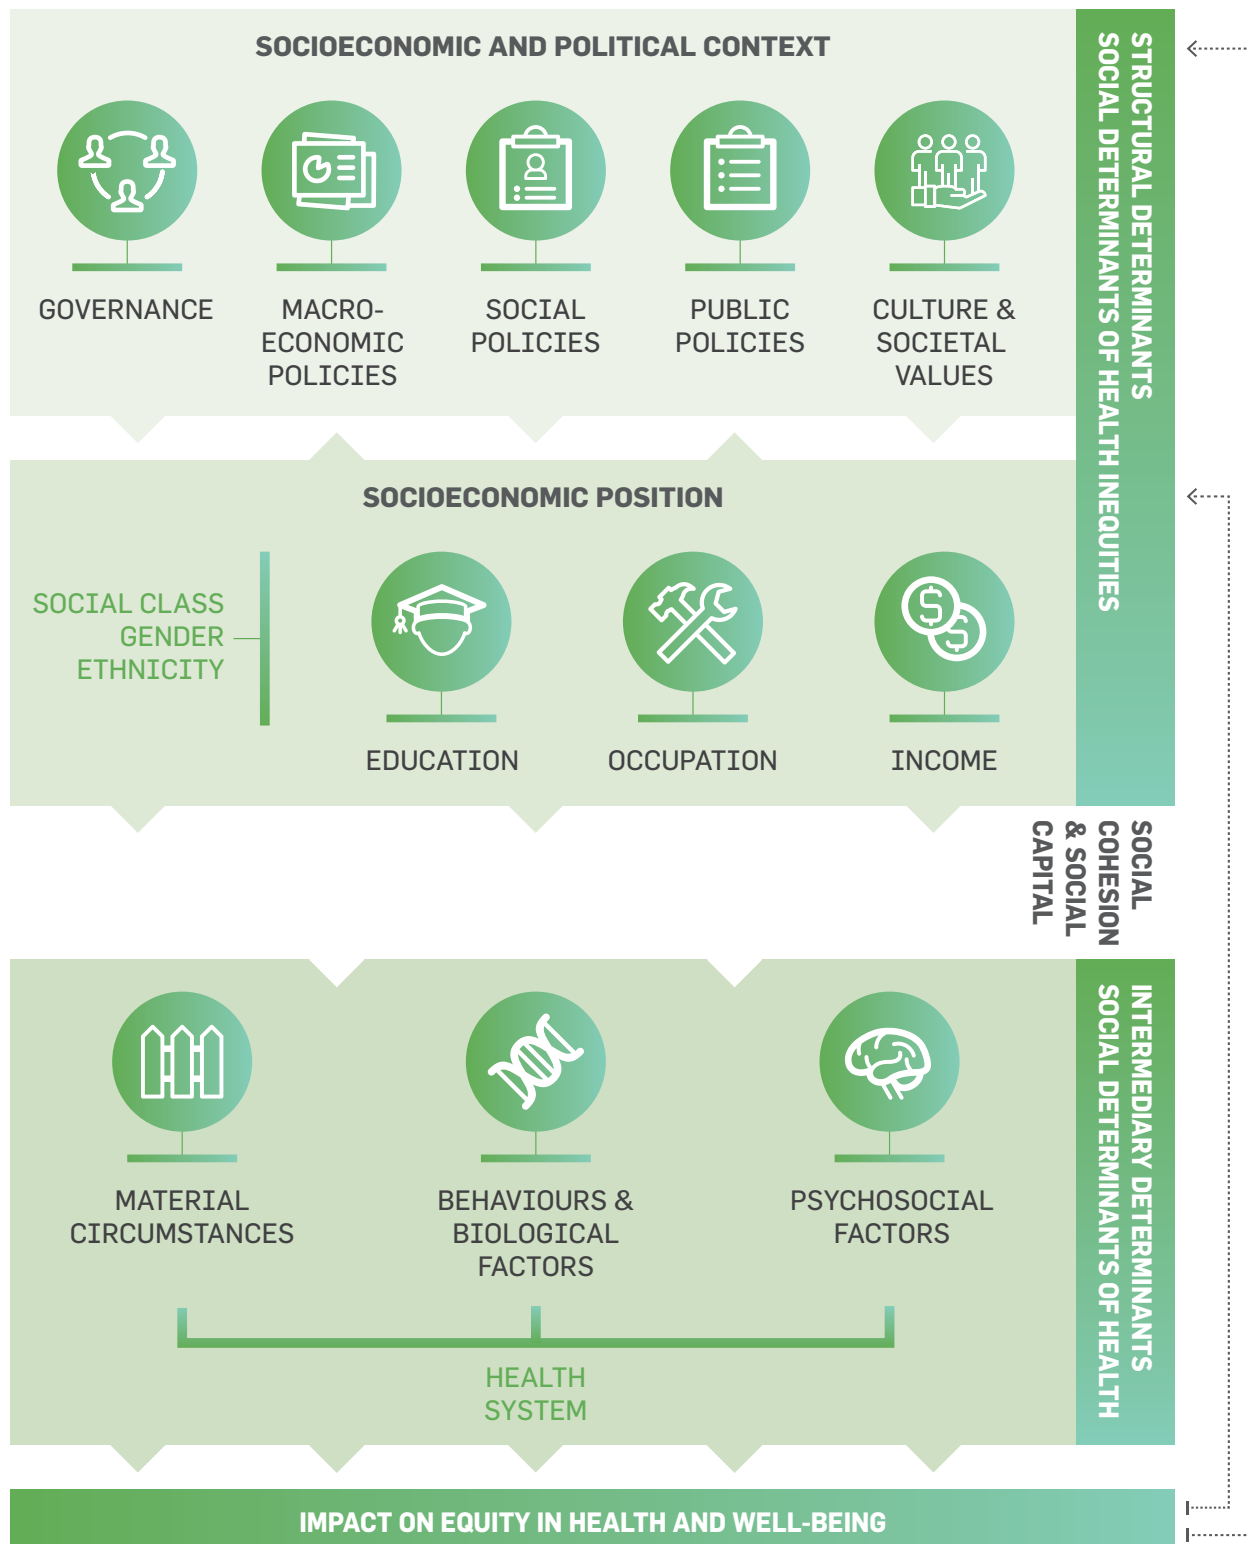 SOCIOECONOMIC AND POLITICAL CONTEXT
GOVERNANCE
MACRO-
ECONOMIC
POLICIES
SOCIAL
POLICIES
PUBLIC
POLICIES
CULTURE &
SOCIETAL
VALUES
STRUCTURAL DETERMINANTS
SOCIAL DETERMINANTS OF HEALTH INEQUITIES
SOCIOECONOMIC POSITION
SOCIAL CLASS
GENDER
ETHNICITY
EDUCATION
OCCUPATION
$
$
INCOME
SOCIAL
COHESION
& SOCIAL
CAPITAL
MATERIAL
CIRCUMSTANCES
BEHAVIOURS &
BIOLOGICAL
FACTORS
PSYCHOSOCIAL
FACTORS
HEALTH
SYSTEM
INTERMEDIARY DETERMINANTS
SOCIAL DETERMINANTS OF HEALTH
IMPACT ON EQUITY IN HEALTH AND WELL-BEING